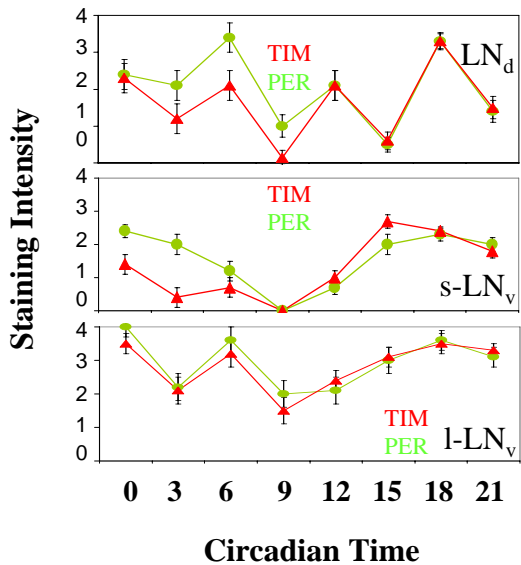 Staining Intensity
4
3
2
1
0
TIM
PER
LNd
4
3
2
1
0
TIM
PER
s-LNv
4
3
2
1
0
TIM
PER
l-LNv
0 3 6 9 12 15 18 21
Circadian Time